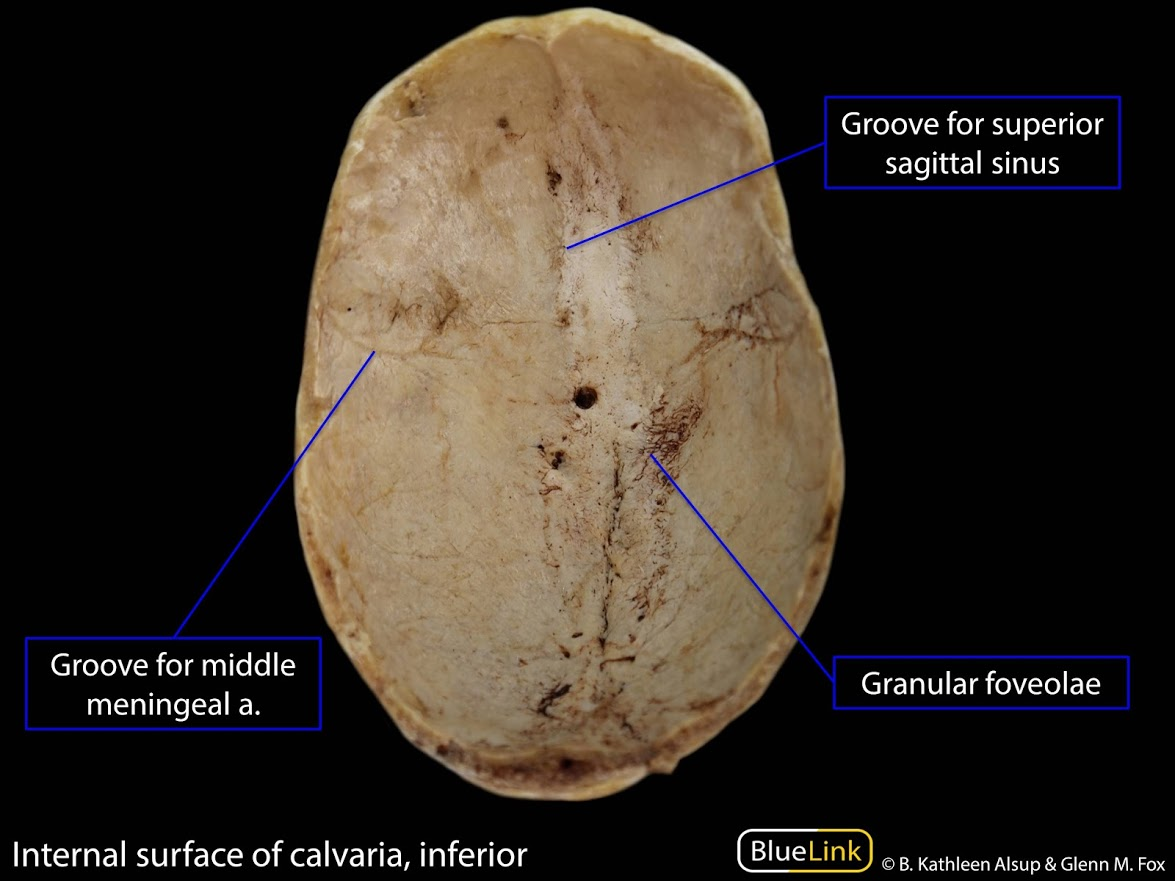 Groove for superior
sagittal sinus
Groove for middle
meningeal a.
Granular foveolae
Internal surface of calvaria, inferior
BlueLink
© B. Kathleen Alsup & Glenn M. Fox